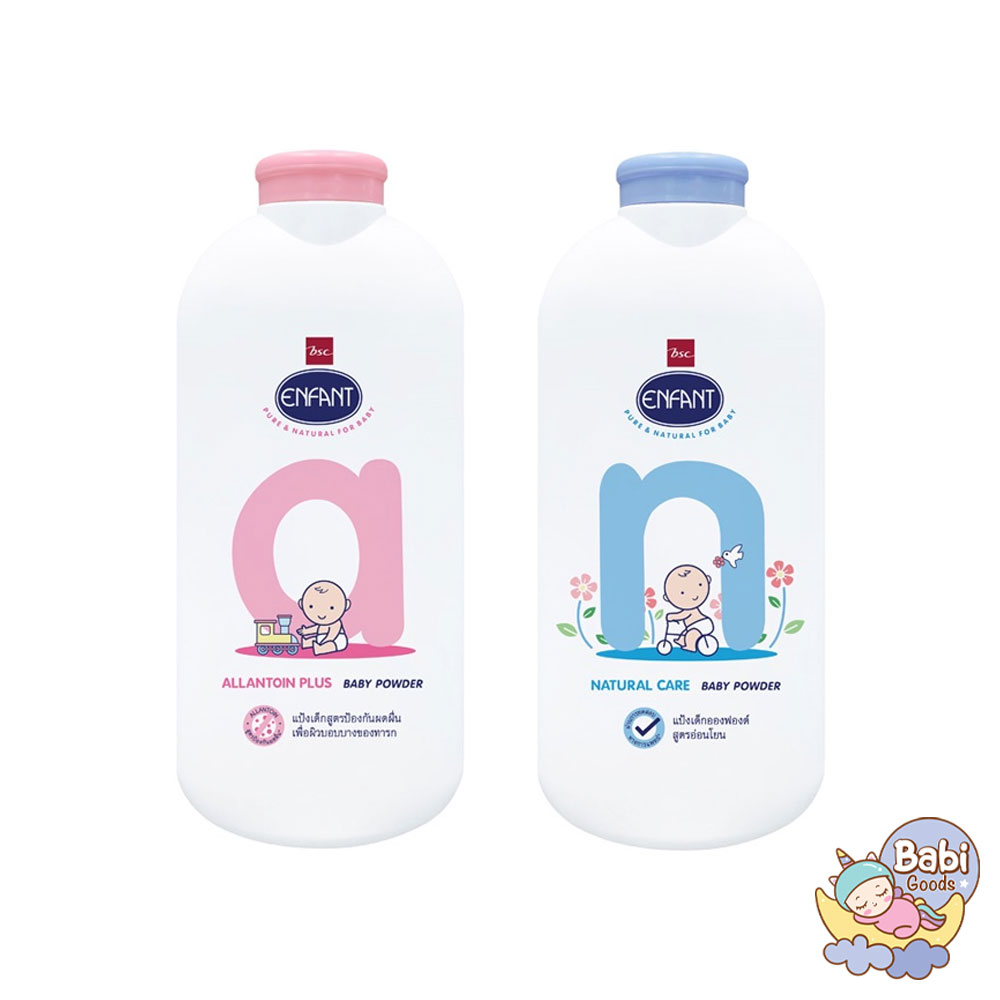 bsc
ENFANT
PURE & NATURAL FOR BABY
ALLANTOIN PLUS BABY POWDER
ALLANTOIN
แป้งเด็กสูตรป้องกันผดผื่น
เพื่อผิวบอบบางของทารก
bsc
ENFANT
PURE & NATURAL FOR BABY
NATURAL CARE BABY POWDER
แป้งเด็กอองฟองต์
สูตรอ่อนโยน
a
n
Babi
Goods